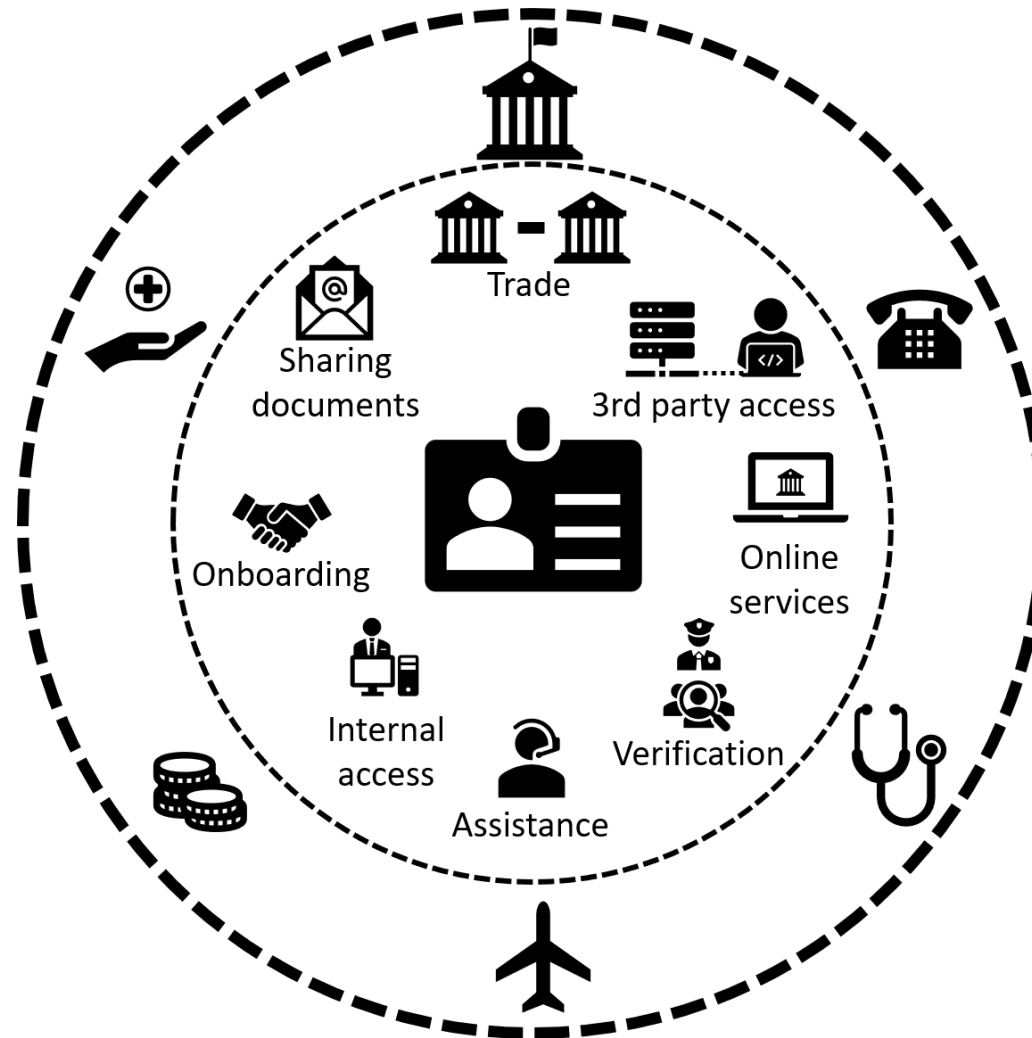 Trade
Sharing
documents
@
3rd party access
</>
Onboarding
Online
services
Internal
access
Verification
Assistance